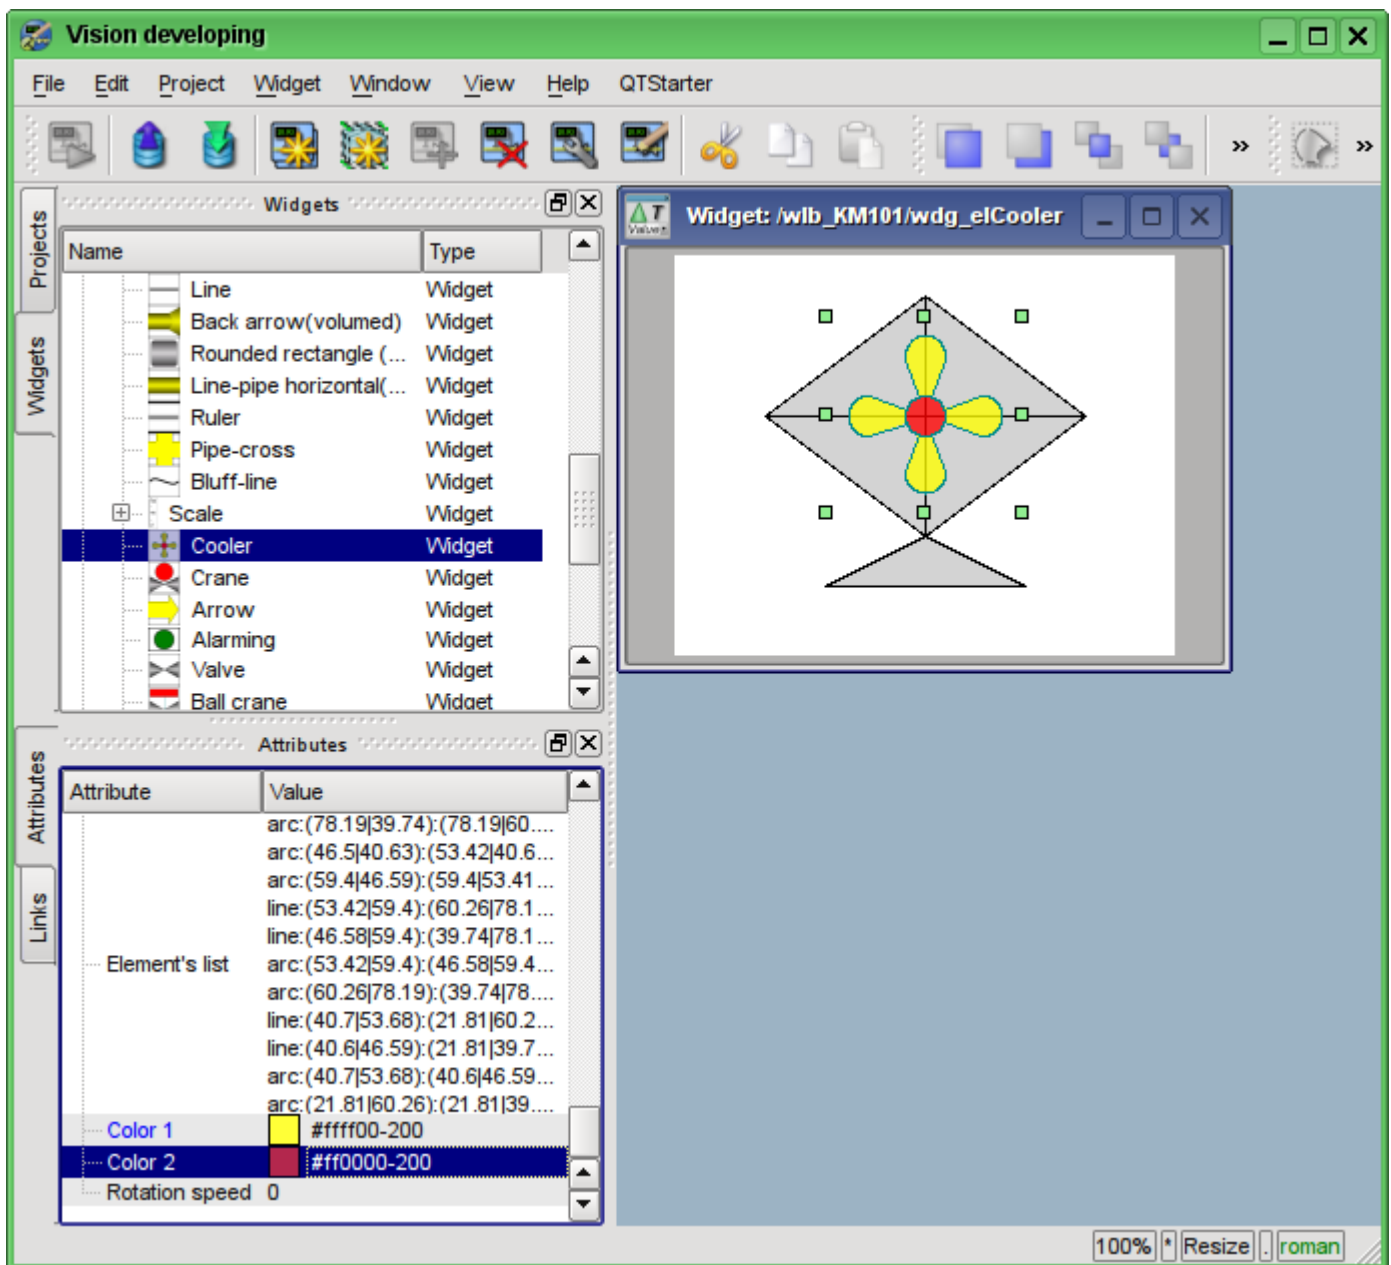 Vision developing
File Edit Project Widget Window View Help QTStarter
Projects
Widgets
Widgets
Name Type
Line Widget
Back arrow(volumed) Widget
Rounded rectangle (... Widget
Line-pipe horizontal(... Widget
Ruler Widget
Pipe-cross Widget
Bluff-line Widget
Scale Widget
Cooler Widget
Crane Widget
Arrow Widget
Alarming Widget
Valve Widget
Ball crane Widget
Widget: /wlb_KM101/wdg_elCooler
Attributes
Links
Attributes
Attribute Value
Element's list
arc:(78.19|39.74):(78.19|60....
arc:(46.5|40.63):(53.42|40.6...
arc:(59.4|46.59):(59.4|53.41...
line:(53.42|59.4):(60.26|78.1...
line:(46.58|59.4):(39.74|78.1...
arc:(53.42|59.4):(46.58|59.4...
arc:(60.26|78.19):(39.74|78....
line:(40.7|53.68):(21.81|60.2...
line:(40.6|46.59):(21.81|39.7...
arc:(40.7|53.68):(40.6|46.59...
arc:(21.81|60.26):(21.81|39....
Color 1 #ffff00-200
Color 2 #ff0000-200
Rotation speed 0
100% * Resize . roman